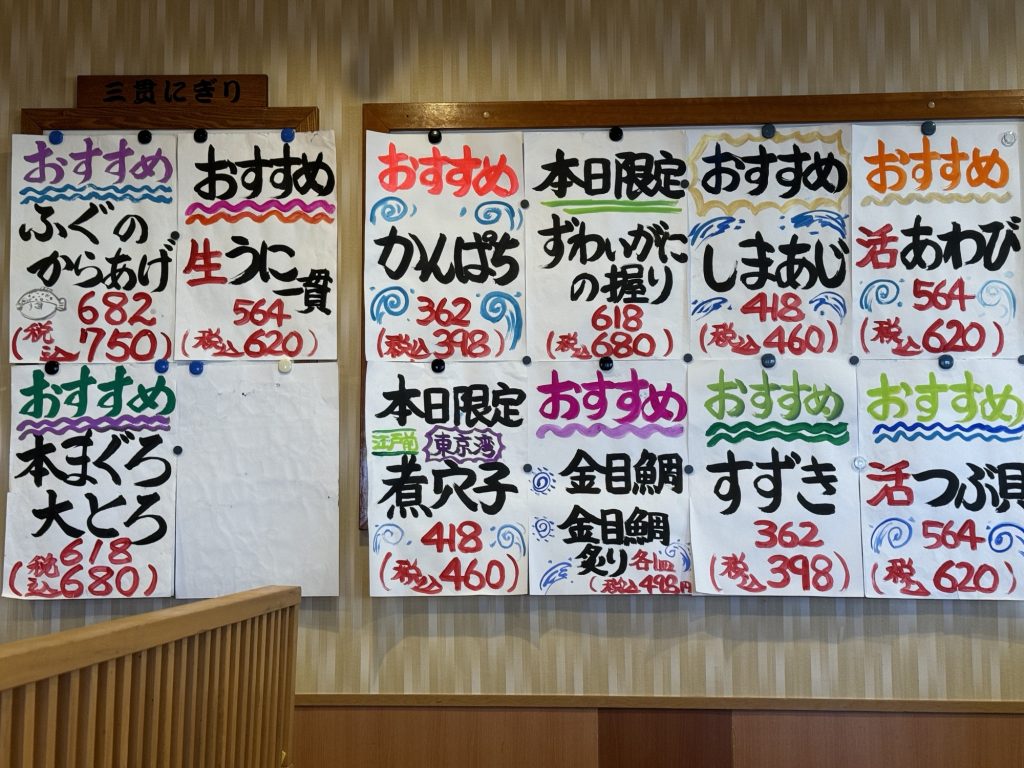 三貫にぎり
おすすめ
ふぐの
からあげ
682
(税込750)
おすすめ
生うに一貫
564
(税込620)
おすすめ
本まぐろ
大とろ
618
(税込680)
おすすめ
かんぱち
362
(税込398)
本日限定
ずわいがに
の握り
618
(税込680)
おすすめ
しまあじ
418
(税込460)
おすすめ
活あわび
564
(税込620)
本日限定
江戸前 東京湾
煮穴子
418
(税込460)
おすすめ
金目鯛
金目鯛
炙り 各1皿
(税込498円
おすすめ
すずき
362
(税込398)
おすすめ
活つぶ貝
564
(税込620)